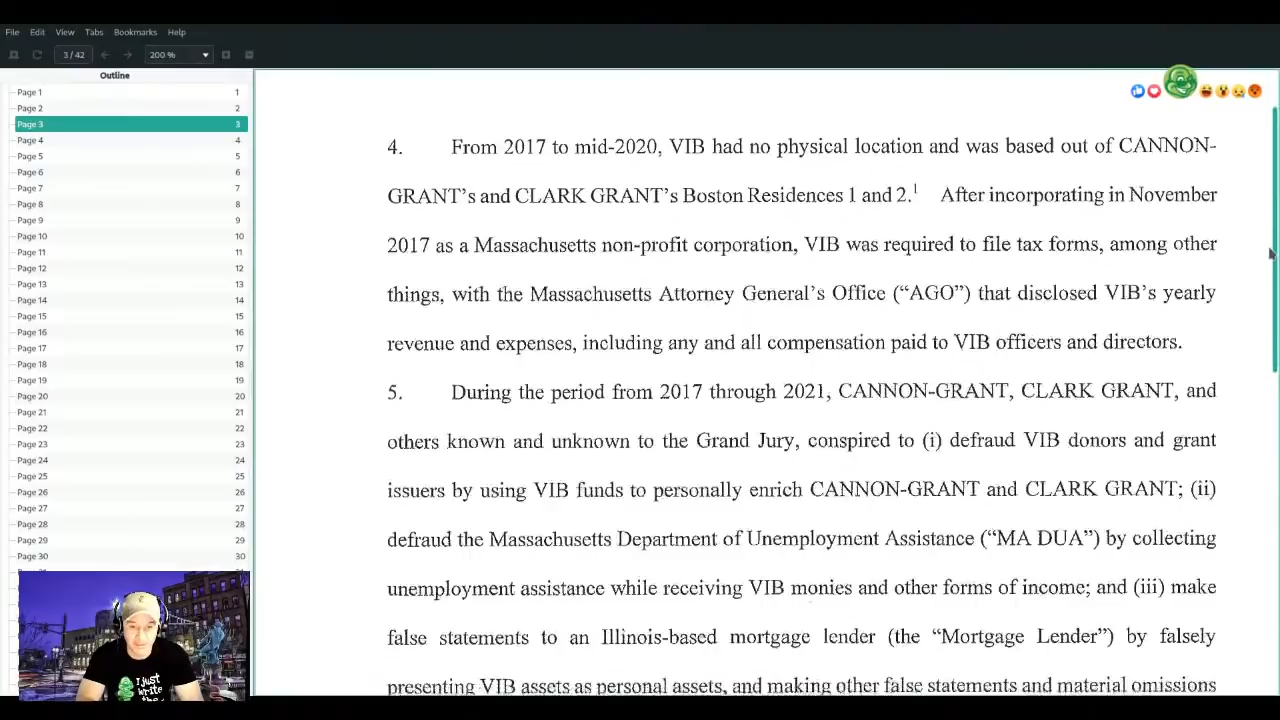 File Edit View Tabs Bookmarks Help
3 / 42 200 %
Outline
Page 1 1
Page 2 2
Page 3 3
Page 4 4
Page 5 5
Page 6 6
Page 7 7
Page 8 8
Page 9 9
Page 10 10
Page 11 11
Page 12 12
Page 13 13
Page 14 14
Page 15 15
Page 16 16
Page 17 17
Page 18 18
Page 19 19
Page 20 20
Page 21 21
Page 22 22
Page 23 23
Page 24 24
Page 25 25
Page 26 26
Page 27 27
Page 28 28
Page 29 29
Page 30 30
4. From 2017 to mid-2020, VIB had no physical location and was based out of CANNON-
GRANT's and CLARK GRANT's Boston Residences 1 and 2.1 After incorporating in November
2017 as a Massachusetts non-profit corporation, VIB was required to file tax forms, among other
things, with the Massachusetts Attorney General's Office ("AGO") that disclosed VIB's yearly
revenue and expenses, including any and all compensation paid to VIB officers and directors.
5. During the period from 2017 through 2021, CANNON-GRANT, CLARK GRANT, and
others known and unknown to the Grand Jury, conspired to (i) defraud VIB donors and grant
issuers by using VIB funds to personally enrich CANNON-GRANT and CLARK GRANT; (ii)
defraud the Massachusetts Department of Unemployment Assistance ("MA DUA") by collecting
unemployment assistance while receiving VIB monies and other forms of income; and (iii) make
false statements to an Illinois-based mortgage lender (the "Mortgage Lender") by falsely
presenting VIB assets as personal assets, and making other false statements and material omissions
I just
write
the